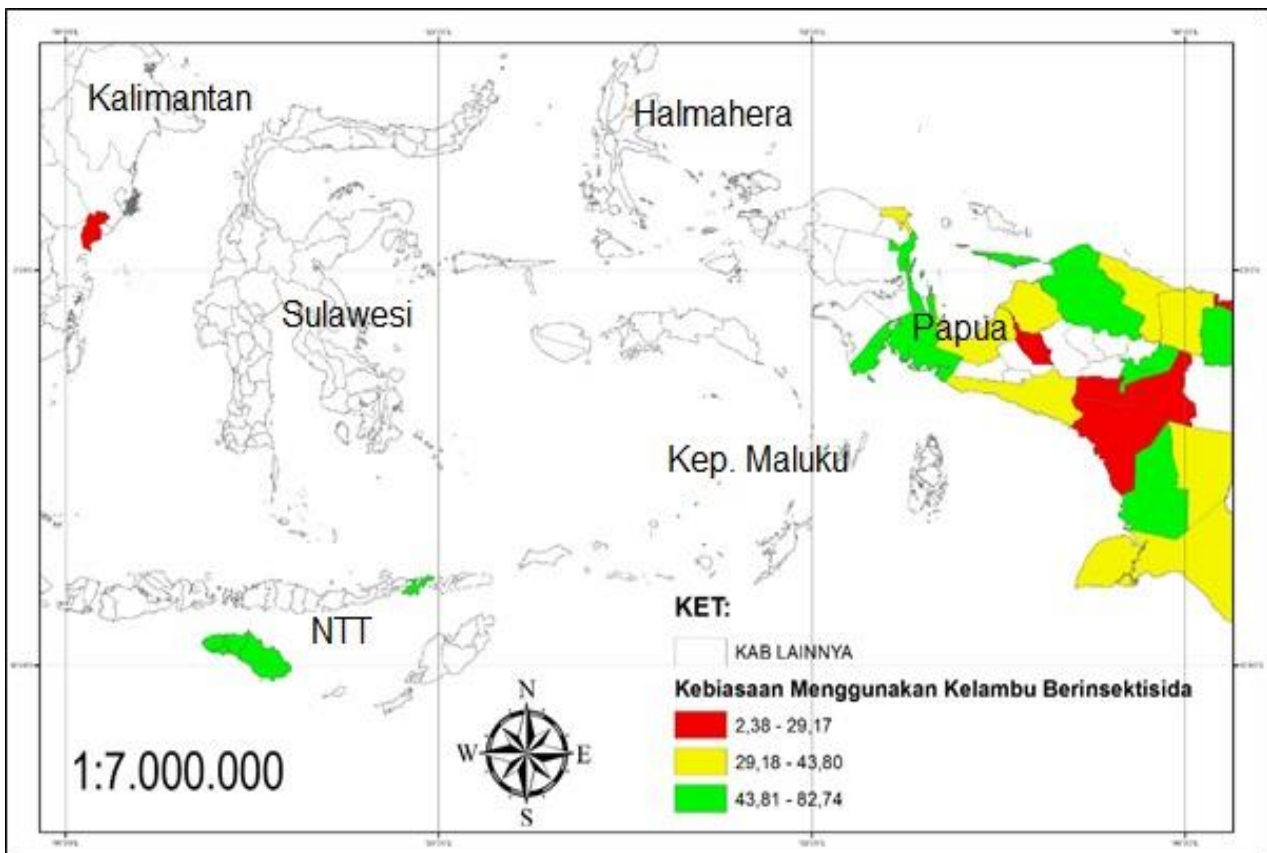 Kalimantan
Halmahera
Sulawesi
Papua
Kep. Maluku
NTT
KET:
KAB LAINNYA
Kebiasaan Menggunakan Kelambu Berinsektisida
2,38 - 29,17
29,18 - 43,80
43,81 - 82,74
N
W E
S
1:7.000.000